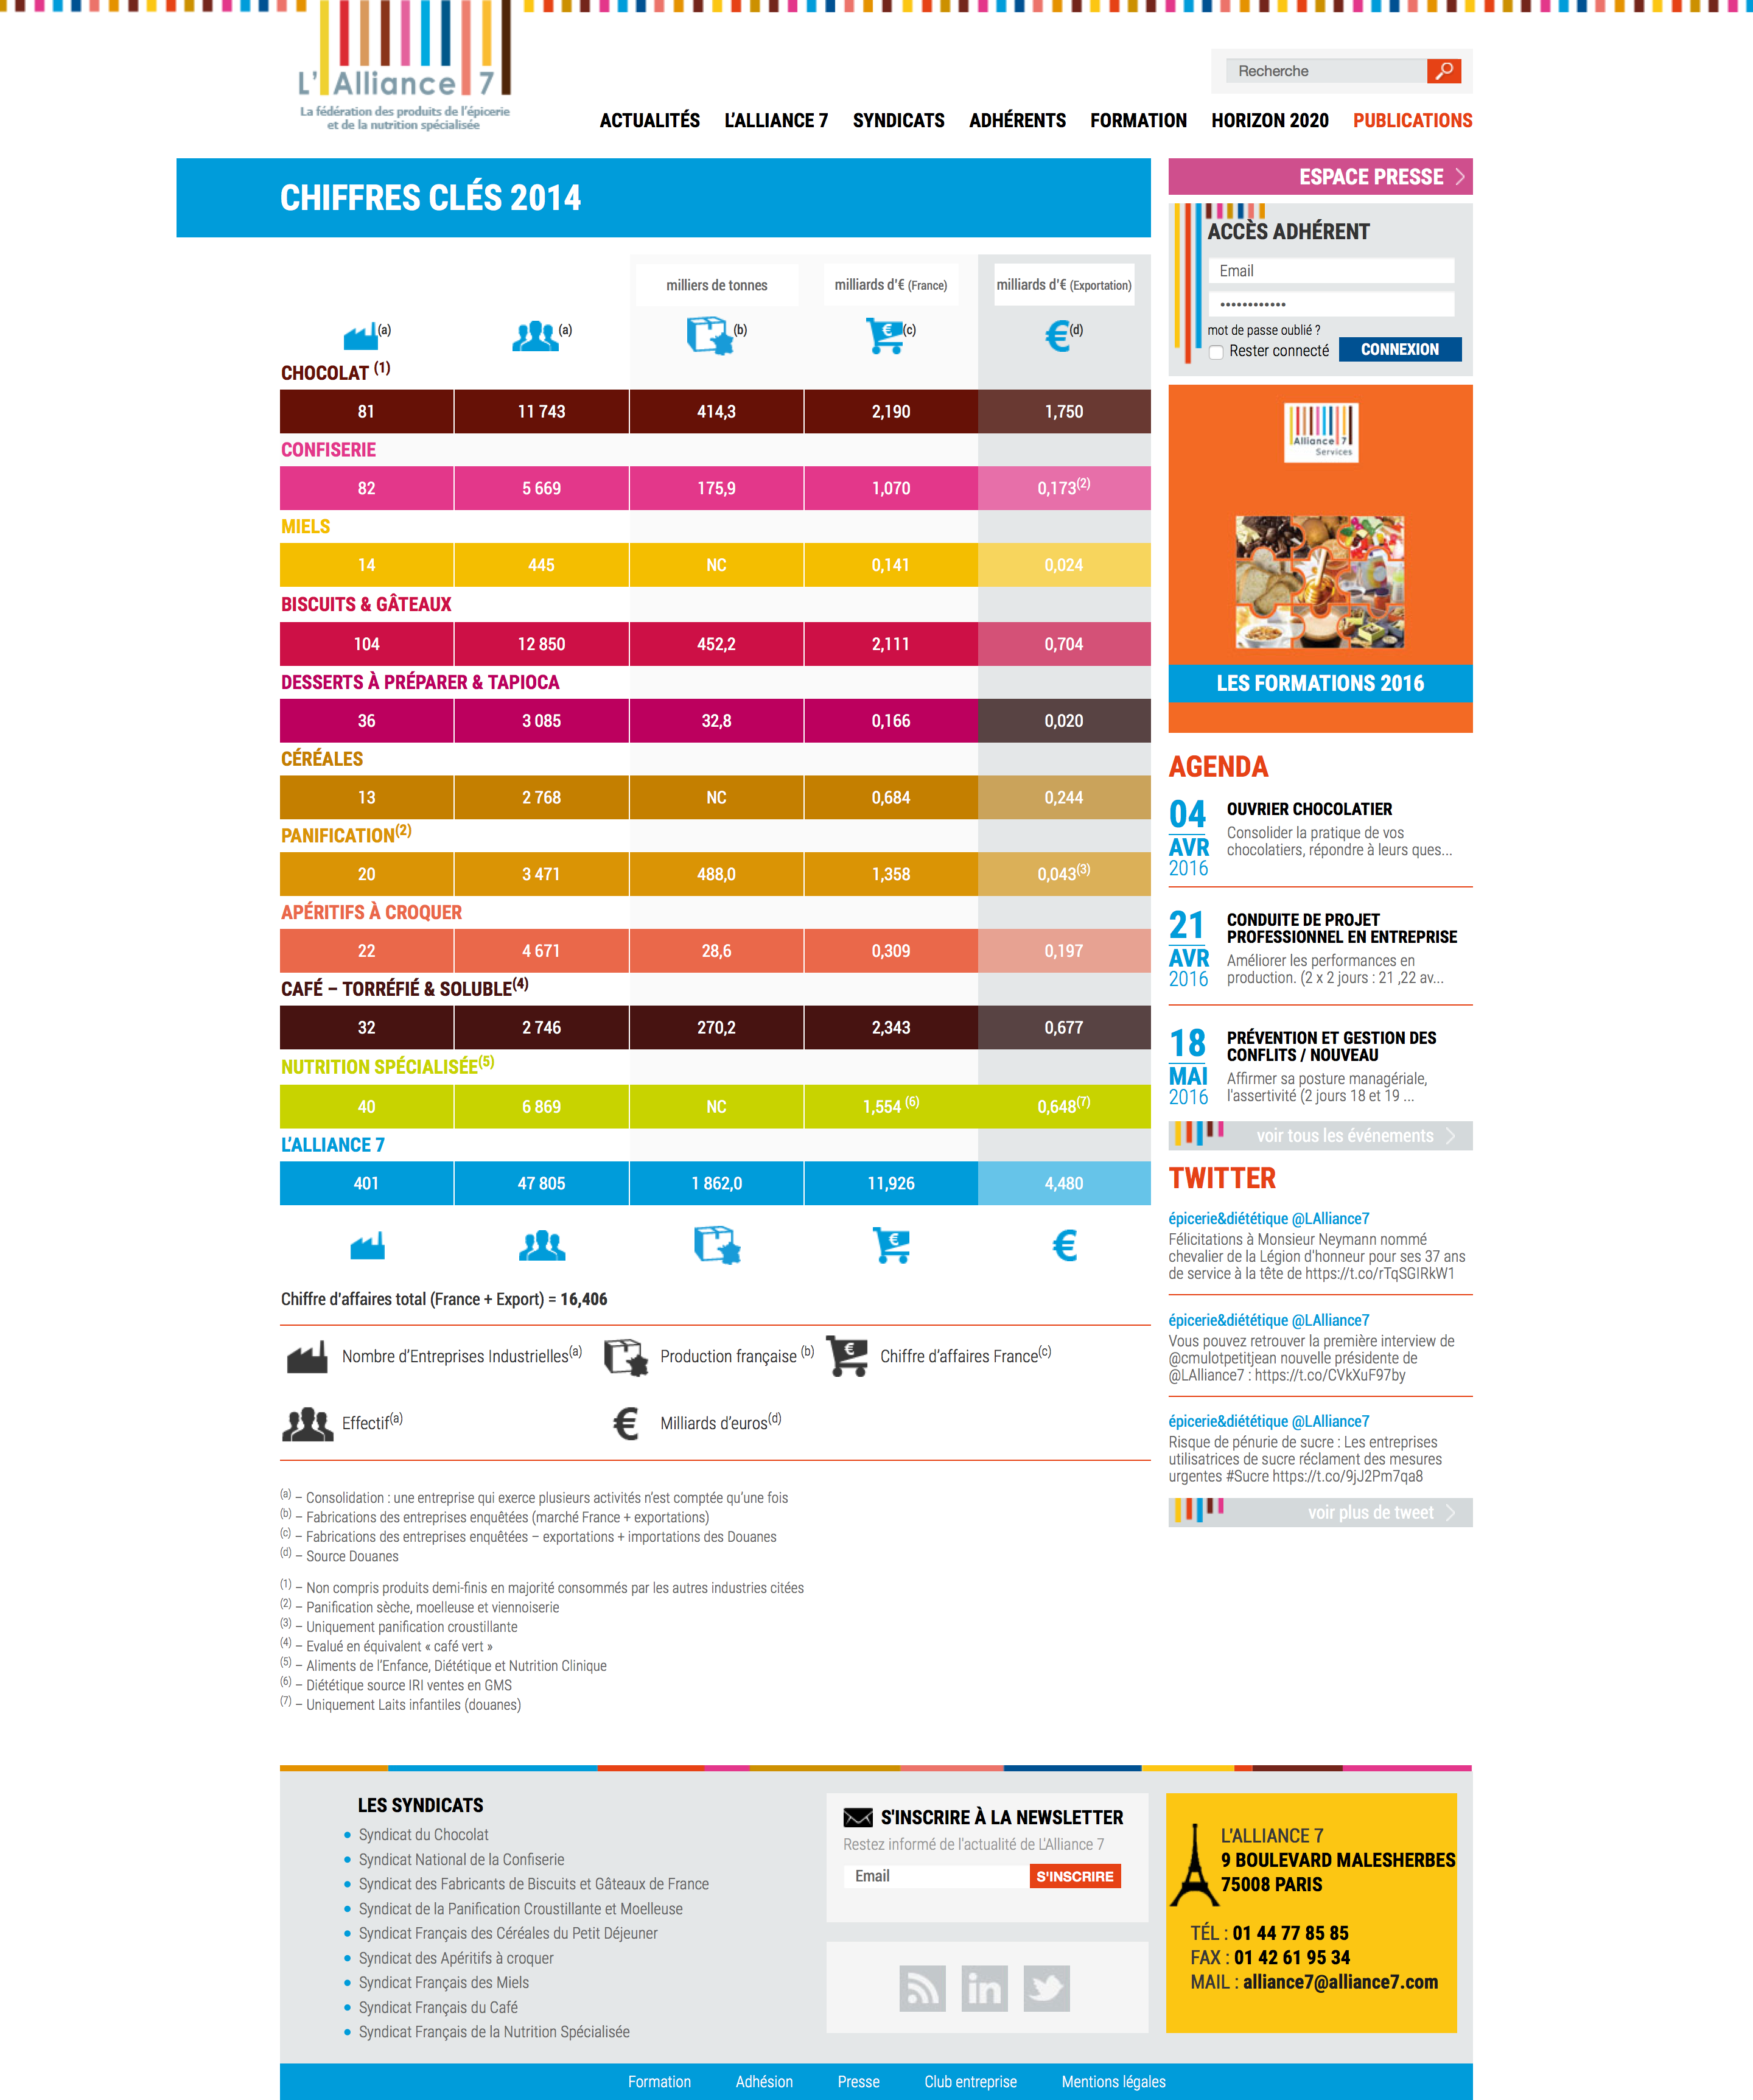 L'Alliance 7
La fédération des produits de l'épicerie
et de la nutrition spécialisée
Recherche
ACTUALITÉS L'ALLIANCE 7 SYNDICATS ADHÉRENTS FORMATION HORIZON 2020 PUBLICATIONS
CHIFFRES CLÉS 2014
milliers de tonnes milliards d'€ (France) milliards d'€ (Exportation)
(a) (a) (b) € (c) € (d)
CHOCOLAT (1)
81 11 743 414,3 2,190 1,750
CONFISERIE
82 5 669 175,9 1,070 0,173(2)
MIELS
14 445 NC 0,141 0,024
BISCUITS & GÂTEAUX
104 12 850 452,2 2,111 0,704
DESSERTS À PRÉPARER & TAPIOCA
36 3 085 32,8 0,166 0,020
CÉRÉALES
13 2 768 NC 0,684 0,244
PANIFICATION(2)
20 3 471 488,0 1,358 0,043(3)
APÉRITIFS À CROQUER
22 4 671 28,6 0,309 0,197
CAFÉ – TORRÉFIÉ & SOLUBLE(4)
32 2 746 270,2 2,343 0,677
NUTRITION SPÉCIALISÉE(5)
40 6 869 NC 1,554 (6) 0,648(7)
L'ALLIANCE 7
401 47 805 1 862,0 11,926 4,480
€ €
Chiffre d'affaires total (France + Export) = 16,406
Nombre d'Entreprises Industrielles(a) Production française (b) € Chiffre d'affaires France(c)
Effectif(a) € Milliards d'euros(d)
(a) – Consolidation : une entreprise qui exerce plusieurs activités n'est comptée qu'une fois
(b) – Fabrications des entreprises enquêtées (marché France + exportations)
(c) – Fabrications des entreprises enquêtées – exportations + importations des Douanes
(d) – Source Douanes
(1) – Non compris produits demi-finis en majorité consommés par les autres industries citées
(2) – Panification sèche, moelleuse et viennoiserie
(3) – Uniquement panification croustillante
(4) – Evalué en équivalent « café vert »
(5) – Aliments de l'Enfance, Diététique et Nutrition Clinique
(6) – Diététique source IRI ventes en GMS
(7) – Uniquement Laits infantiles (douanes)
ESPACE PRESSE
ACCÈS ADHÉRENT
Email
••••••••••••
mot de passe oublié ?
Rester connecté CONNEXION
Alliance 7
Services
LES FORMATIONS 2016
AGENDA
04
AVR
2016
OUVRIER CHOCOLATIER
Consolider la pratique de vos
chocolatiers, répondre à leurs ques...
21
AVR
2016
CONDUITE DE PROJET
PROFESSIONNEL EN ENTREPRISE
Améliorer les performances en
production. (2 x 2 jours : 21 ,22 av...
18
MAI
2016
PRÉVENTION ET GESTION DES
CONFLITS / NOUVEAU
Affirmer sa posture managériale,
l'assertivité (2 jours 18 et 19 ...
voir tous les événements
TWITTER
épicerie&diététique @LAlliance7
Félicitations à Monsieur Neymann nommé
chevalier de la Légion d'honneur pour ses 37 ans
de service à la tête de https://t.co/rTqSGIRkW1
épicerie&diététique @LAlliance7
Vous pouvez retrouver la première interview de
@cmulotpetitjean nouvelle présidente de
@LAlliance7 : https://t.co/CVkXuF97by
épicerie&diététique @LAlliance7
Risque de pénurie de sucre : Les entreprises
utilisatrices de sucre réclament des mesures
urgentes #Sucre https://t.co/9jJ2Pm7qa8
voir plus de tweet
LES SYNDICATS
Syndicat du Chocolat
Syndicat National de la Confiserie
Syndicat des Fabricants de Biscuits et Gâteaux de France
Syndicat de la Panification Croustillante et Moelleuse
Syndicat Français des Céréales du Petit Déjeuner
Syndicat des Apéritifs à croquer
Syndicat Français des Miels
Syndicat Français du Café
Syndicat Français de la Nutrition Spécialisée
S'INSCRIRE À LA NEWSLETTER
Restez informé de l'actualité de L'Alliance 7
Email S'INSCRIRE
in
L'ALLIANCE 7
9 BOULEVARD MALESHERBES
75008 PARIS
TÉL : 01 44 77 85 85
FAX : 01 42 61 95 34
MAIL : alliance7@alliance7.com
Formation Adhésion Presse Club entreprise Mentions légales